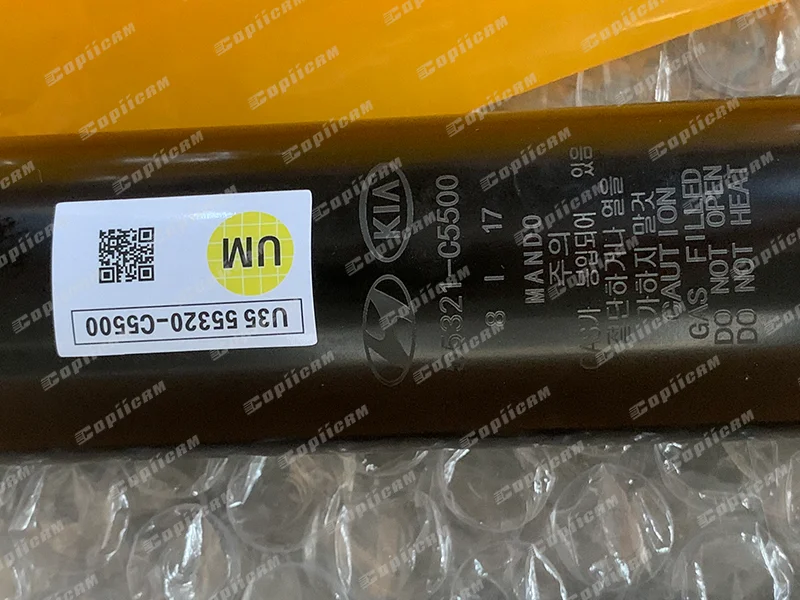 UM
U35 55320-C5500
KIA
55321-C5500
8 I. 17
MANDO
주의
GAS가 봉입되어 있음
절단하거나 열을
가하지 말것
CAUTION
GAS FILLED
DO NOT OPEN
DO NOT HEAT
CopiiCAM